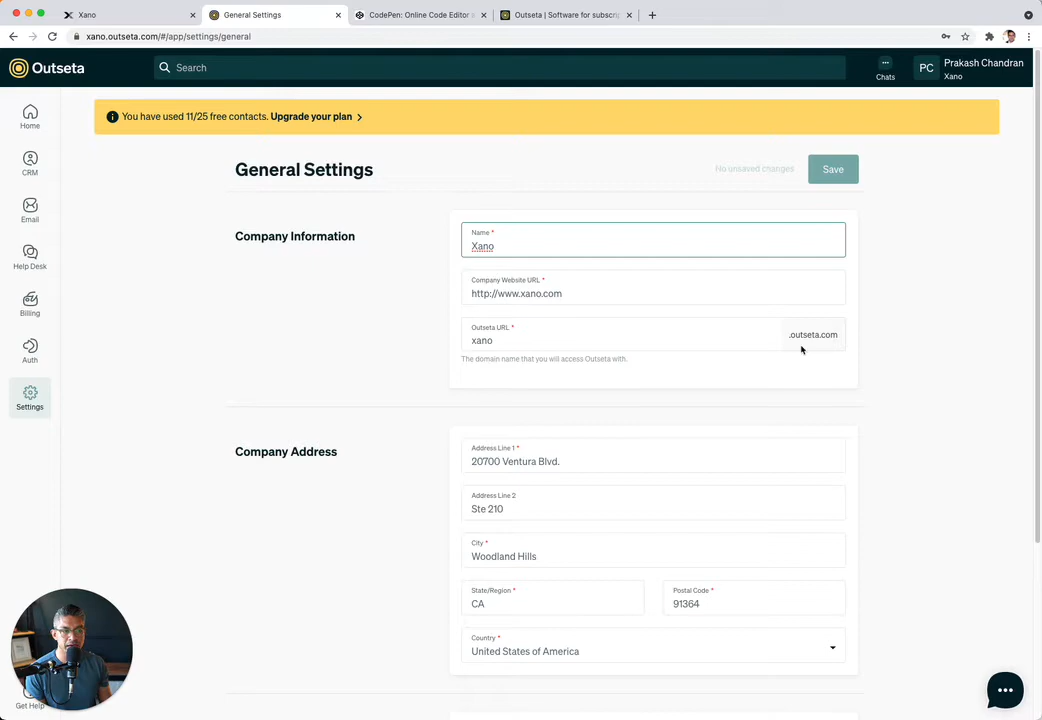 Xano
General Settings
CodePen: Online Code Editor
Outseta | Software for subscri
xano.outseta.com/#/app/settings/general
Outseta
Search
Chats
PC
Prakash Chandran
Xano
You have used 11/25 free contacts. Upgrade your plan
Home
CRM
Email
Help Desk
Billing
Auth
Settings
Get Help
General Settings
No unsaved changes
Save
Company Information
Name *
Xano
Company Website URL *
http://www.xano.com
Outseta URL *
xano
.outseta.com
The domain name that you will access Outseta with.
Company Address
Address Line 1 *
20700 Ventura Blvd.
Address Line 2
Ste 210
City *
Woodland Hills
State/Region *
CA
Postal Code *
91364
Country *
United States of America